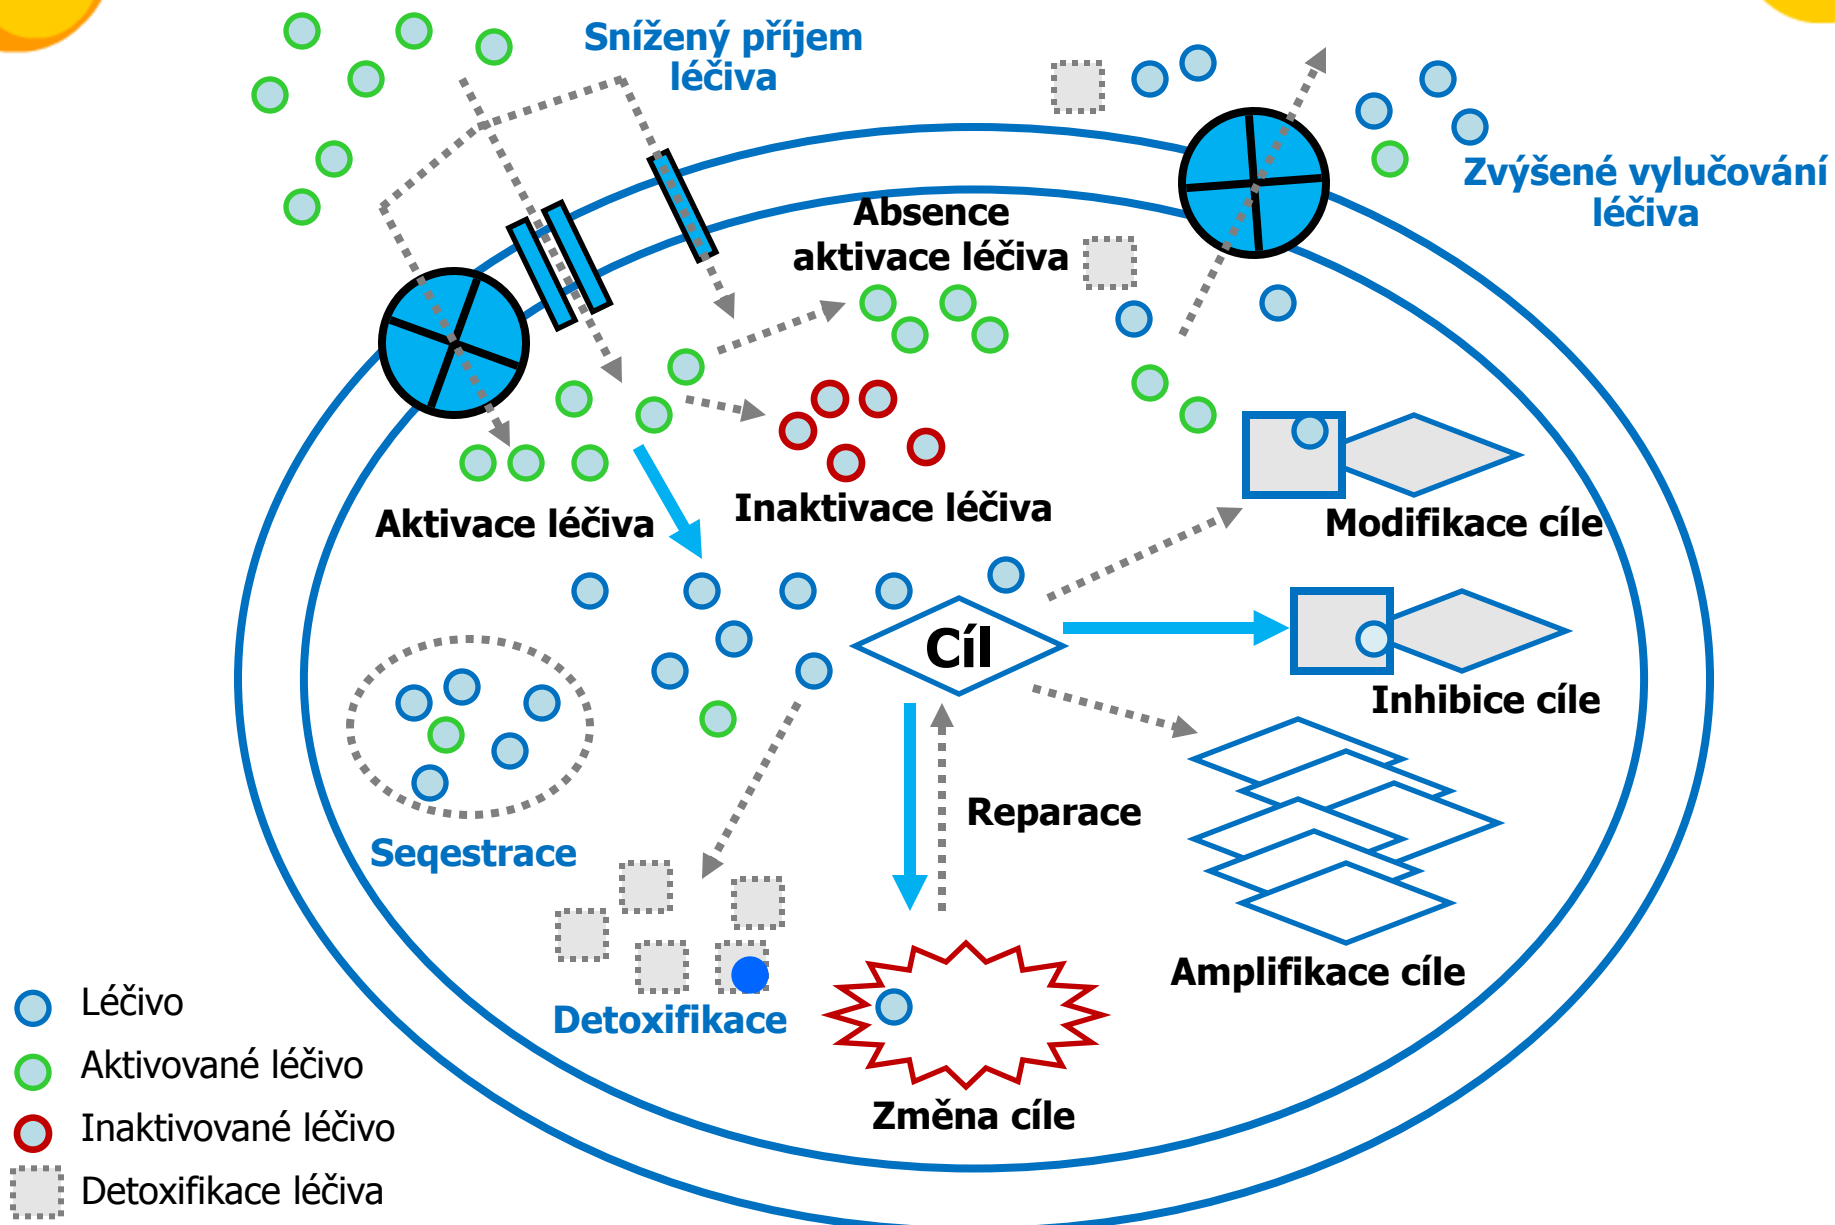 Snížený příjem
léčiva
Zvýšené vylučování
léčiva
Absence
aktivace léčiva
Aktivace léčiva
Inaktivace léčiva
Modifikace cíle
Cíl
Inhibice cíle
Reparace
Seqestrace
Amplifikace cíle
Detoxifikace
Změna cíle
Léčivo
Aktivované léčivo
Inaktivované léčivo
Detoxifikace léčiva